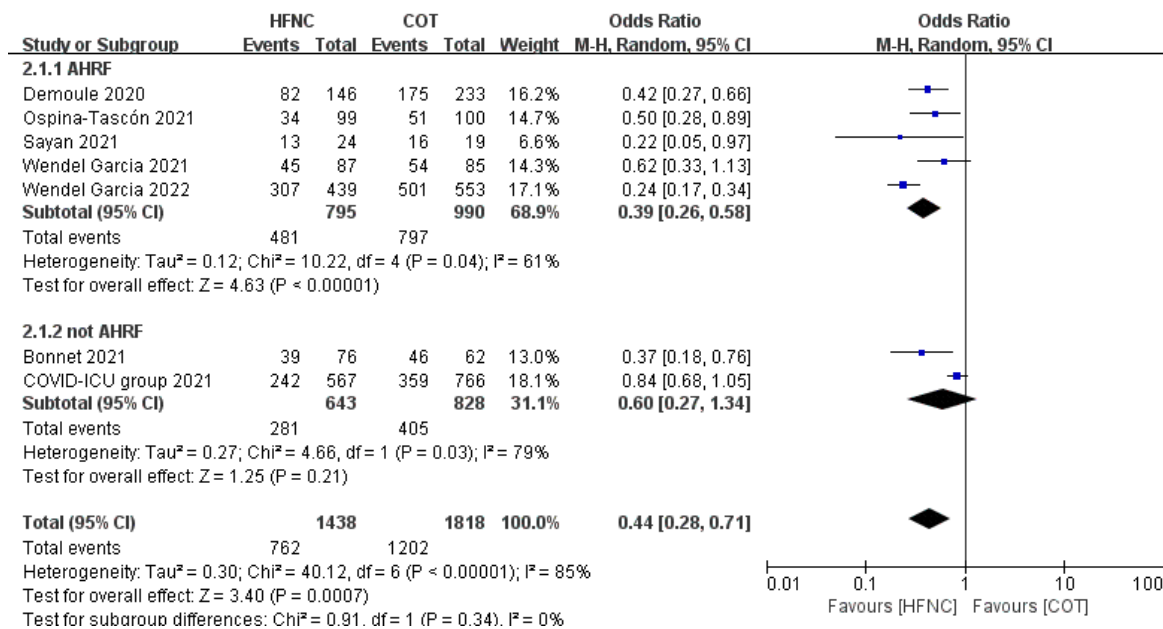 HFNC COT Odds Ratio Odds Ratio
Study or Subgroup Events Total Events Total Weight M-H, Random, 95% CI M-H, Random, 95% CI
2.1.1 AHRF
Demoule 2020 82 146 175 233 16.2% 0.42 [0.27, 0.66]
Ospina-Tascón 2021 34 99 51 100 14.7% 0.50 [0.28, 0.89]
Sayan 2021 13 24 16 19 6.6% 0.22 [0.05, 0.97]
Wendel Garcia 2021 45 87 54 85 14.3% 0.62 [0.33, 1.13]
Wendel Garcia 2022 307 439 501 553 17.1% 0.24 [0.17, 0.34]
Subtotal (95% CI) 795 990 68.9% 0.39 [0.26, 0.58]
Total events 481 797
Heterogeneity: Tau² = 0.12; Chi² = 10.22, df = 4 (P = 0.04); I² = 61%
Test for overall effect: Z = 4.63 (P < 0.00001)
2.1.2 not AHRF
Bonnet 2021 39 76 46 62 13.0% 0.37 [0.18, 0.76]
COVID-ICU group 2021 242 567 359 766 18.1% 0.84 [0.68, 1.05]
Subtotal (95% CI) 643 828 31.1% 0.60 [0.27, 1.34]
Total events 281 405
Heterogeneity: Tau² = 0.27; Chi² = 4.66, df = 1 (P = 0.03); I² = 79%
Test for overall effect: Z = 1.25 (P = 0.21)
Total (95% CI) 1438 1818 100.0% 0.44 [0.28, 0.71]
Total events 762 1202
Heterogeneity: Tau² = 0.30; Chi² = 40.12, df = 6 (P < 0.00001); I² = 85%
Test for overall effect: Z = 3.40 (P = 0.0007)
Test for subgroup differences: Chi² = 0.91, df = 1 (P = 0.34), I² = 0%
0.01 0.1 1 10 100
Favours [HFNC] Favours [COT]